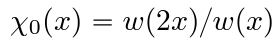 χ₀(x) = w(2x)/w(x)